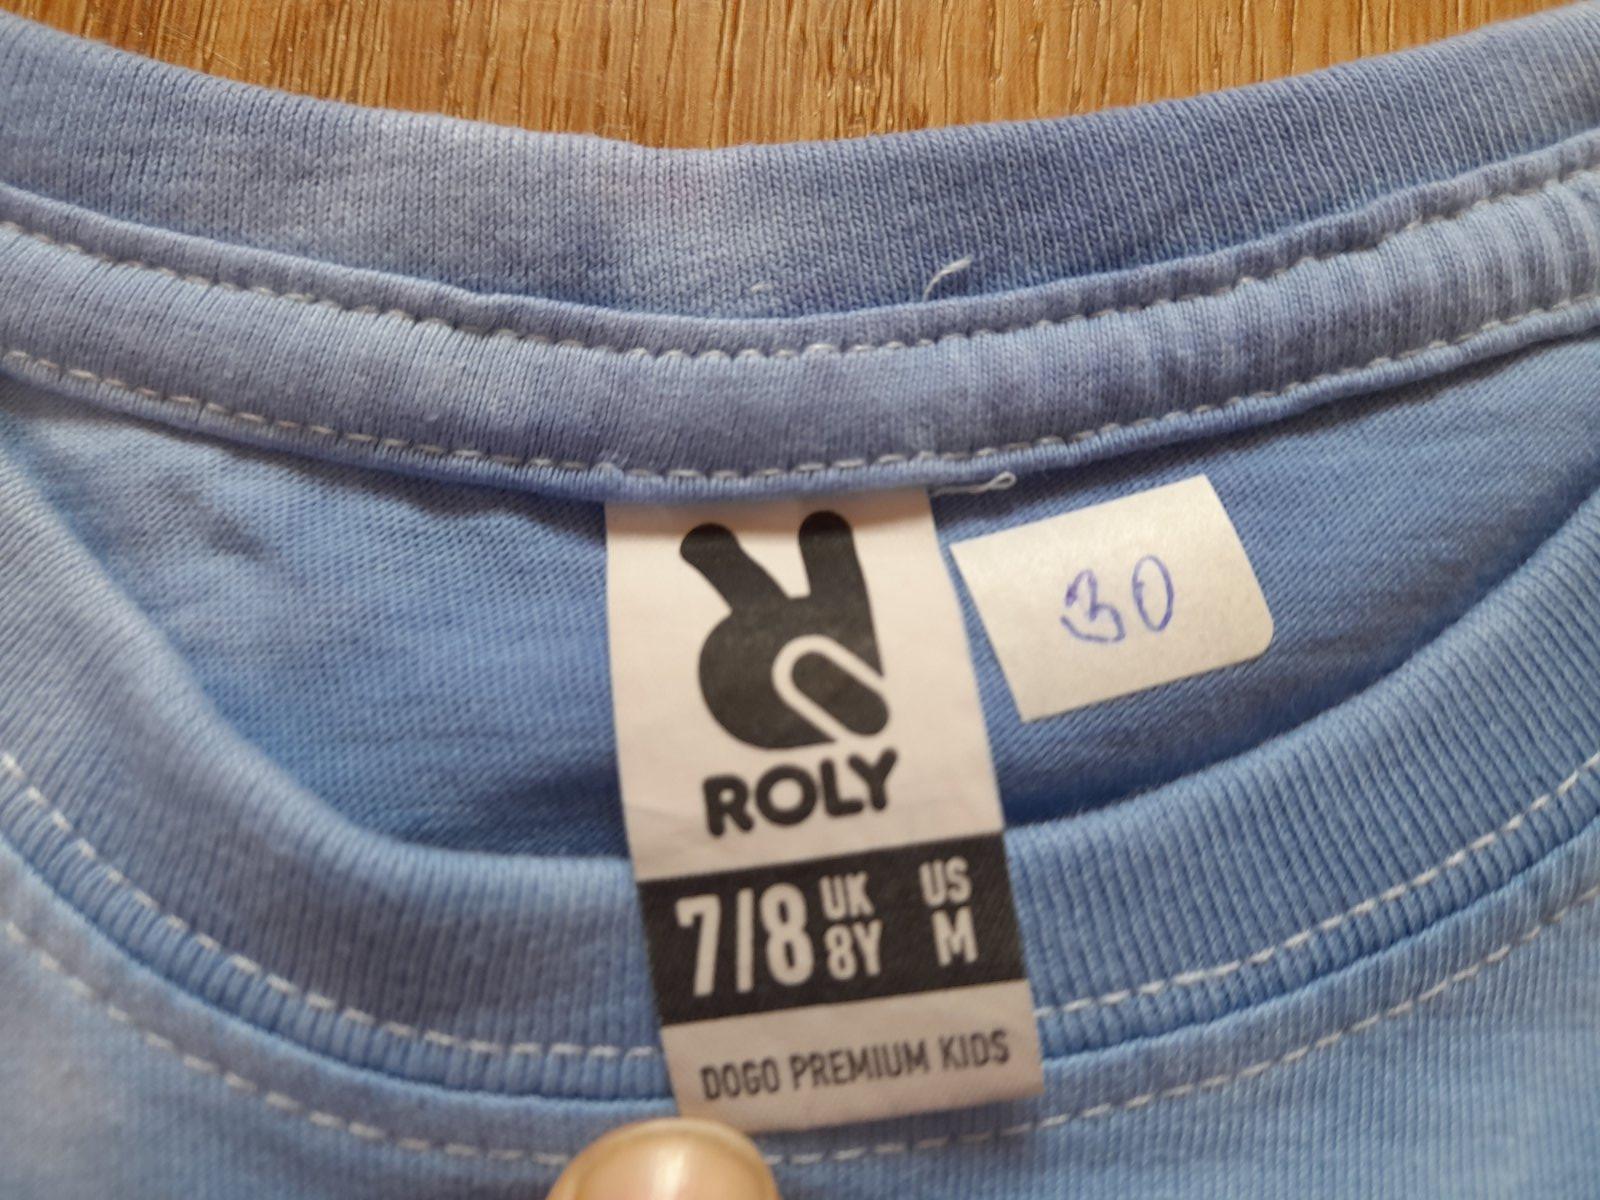 30
ROLY
7/8 UK 8Y US M
DOGO PREMIUM KIDS